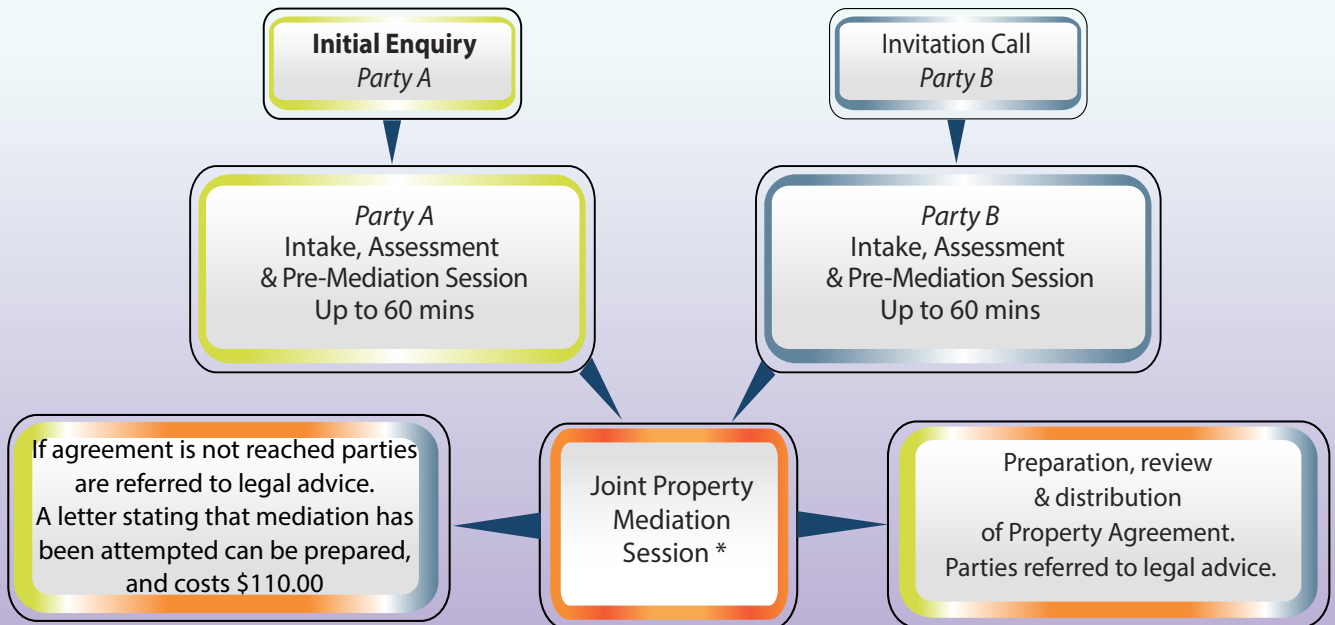 Initial Enquiry
Party A
Invitation Call
Party B
Party A
Intake, Assessment
& Pre-Mediation Session
Up to 60 mins
Party B
Intake, Assessment
& Pre-Mediation Session
Up to 60 mins
If agreement is not reached parties
are referred to legal advice.
A letter stating that mediation has
been attempted can be prepared,
and costs $110.00
Joint Property
Mediation
Session *
Preparation, review
& distribution
of Property Agreement.
Parties referred to legal advice.